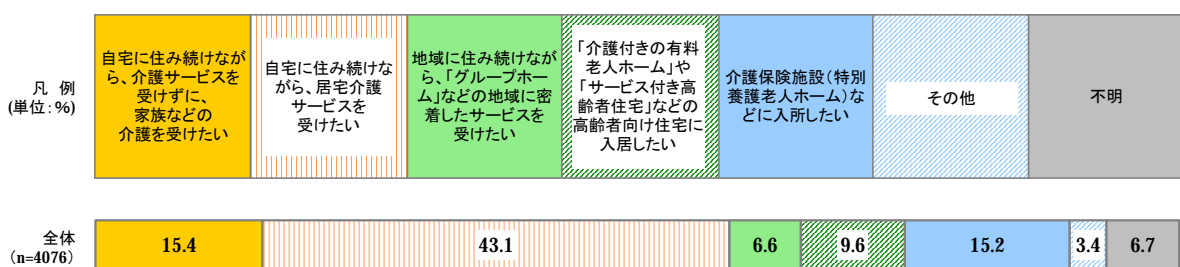 凡 例
(単位:%)
自宅に住み続けなが
ら、介護サービスを
受けずに、
家族などの
介護を受けたい
自宅に住み続けな
がら、居宅介護
サービスを
受けたい
地域に住み続けなが
ら、「グループホー
ム」などの地域に密
着したサービスを
受けたい
「介護付きの有料
老人ホーム」や
「サービス付き高
齢者住宅」などの
高齢者向け住宅に
入居したい
介護保険施設(特別
養護老人ホーム)な
どに入所したい
その他
不明
全体
(n=4076)
15.4
43.1
6.6
9.6
15.2
3.4
6.7